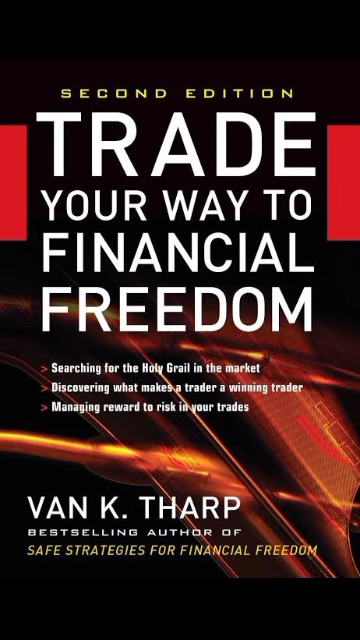 SECOND EDITION
TRADE
YOUR WAY TO
FINANCIAL
FREEDOM
> Searching for the Holy Grail in the market
> Discovering what makes a trader a winning trader
> Managing reward to risk in your trades
VAN K. THARP
BESTSELLING AUTHOR OF
SAFE STRATEGIES FOR FINANCIAL FREEDOM